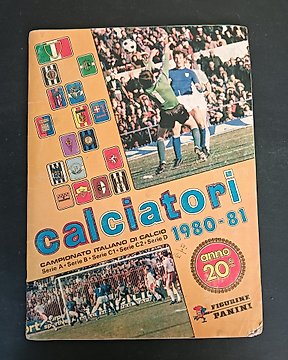 calciatori
1980-81
CAMPIONATO ITALIANO DI CALCIO
Serie A • Serie B • Serie C1 • Serie C2 • Serie D
anno
20°
FIGURINE
PANINI